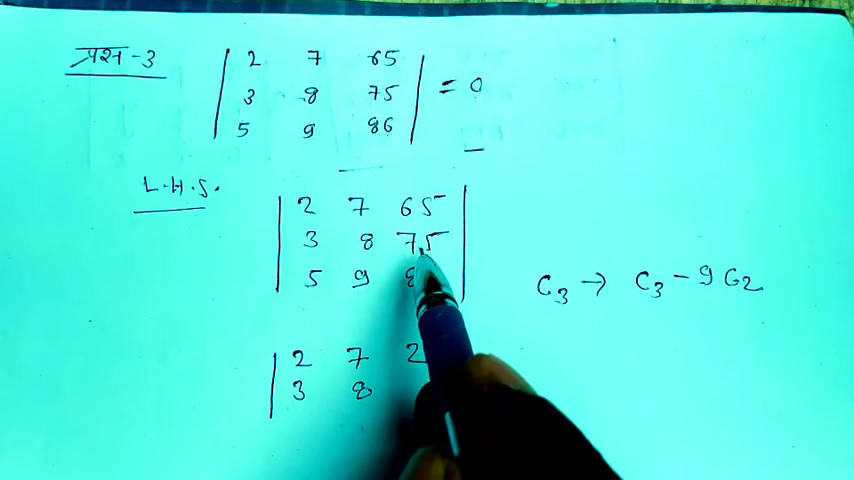 प्रश्न-3
| 2 7 65 |
| 3 8 75 | = 0
| 5 9 86 |
L.H.S.
| 2 7 65 |
| 3 8 75 |
| 5 9 8
C₃ → C₃ - 9C₂
| 2 7 2
| 3 8